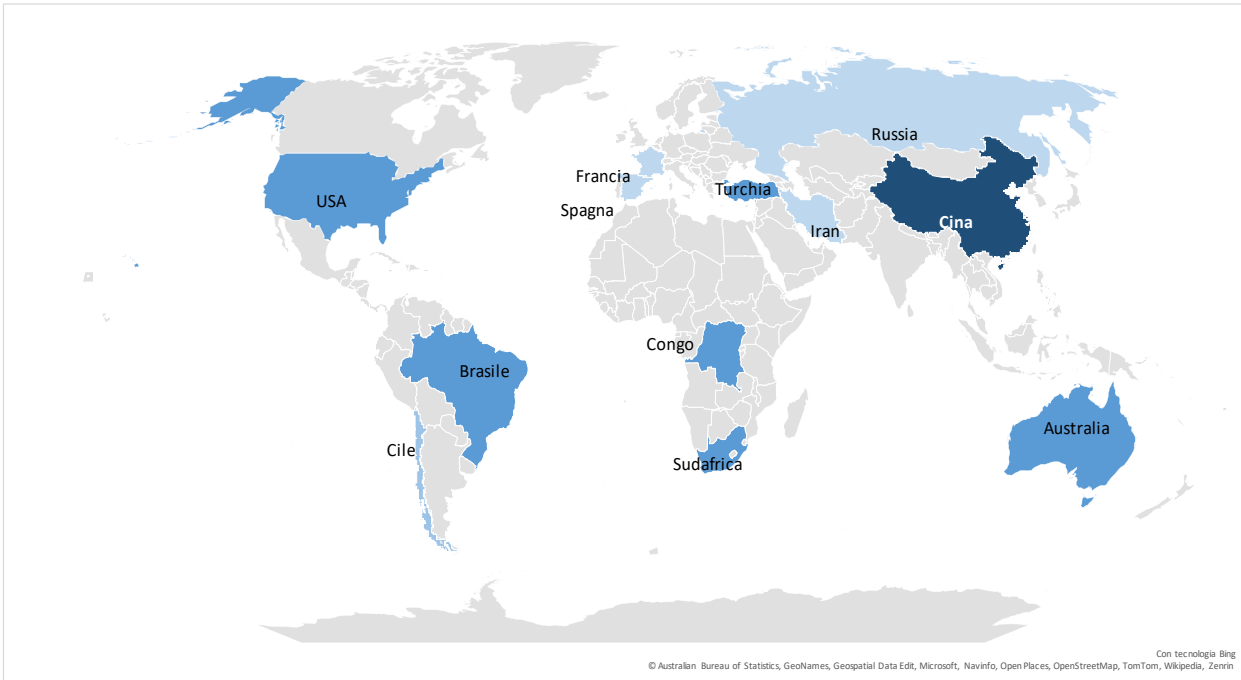 Russia
Francia
Turchia
USA
Spagna
Cina
Iran
Congo
Brasile
Australia
Cile
Sudafrica
Con tecnologia Bing
© Australian Bureau of Statistics, GeoNames, Geospatial Data Edit, Microsoft, Navinfo, Open Places, OpenStreetMap, TomTom, Wikipedia, Zenrin